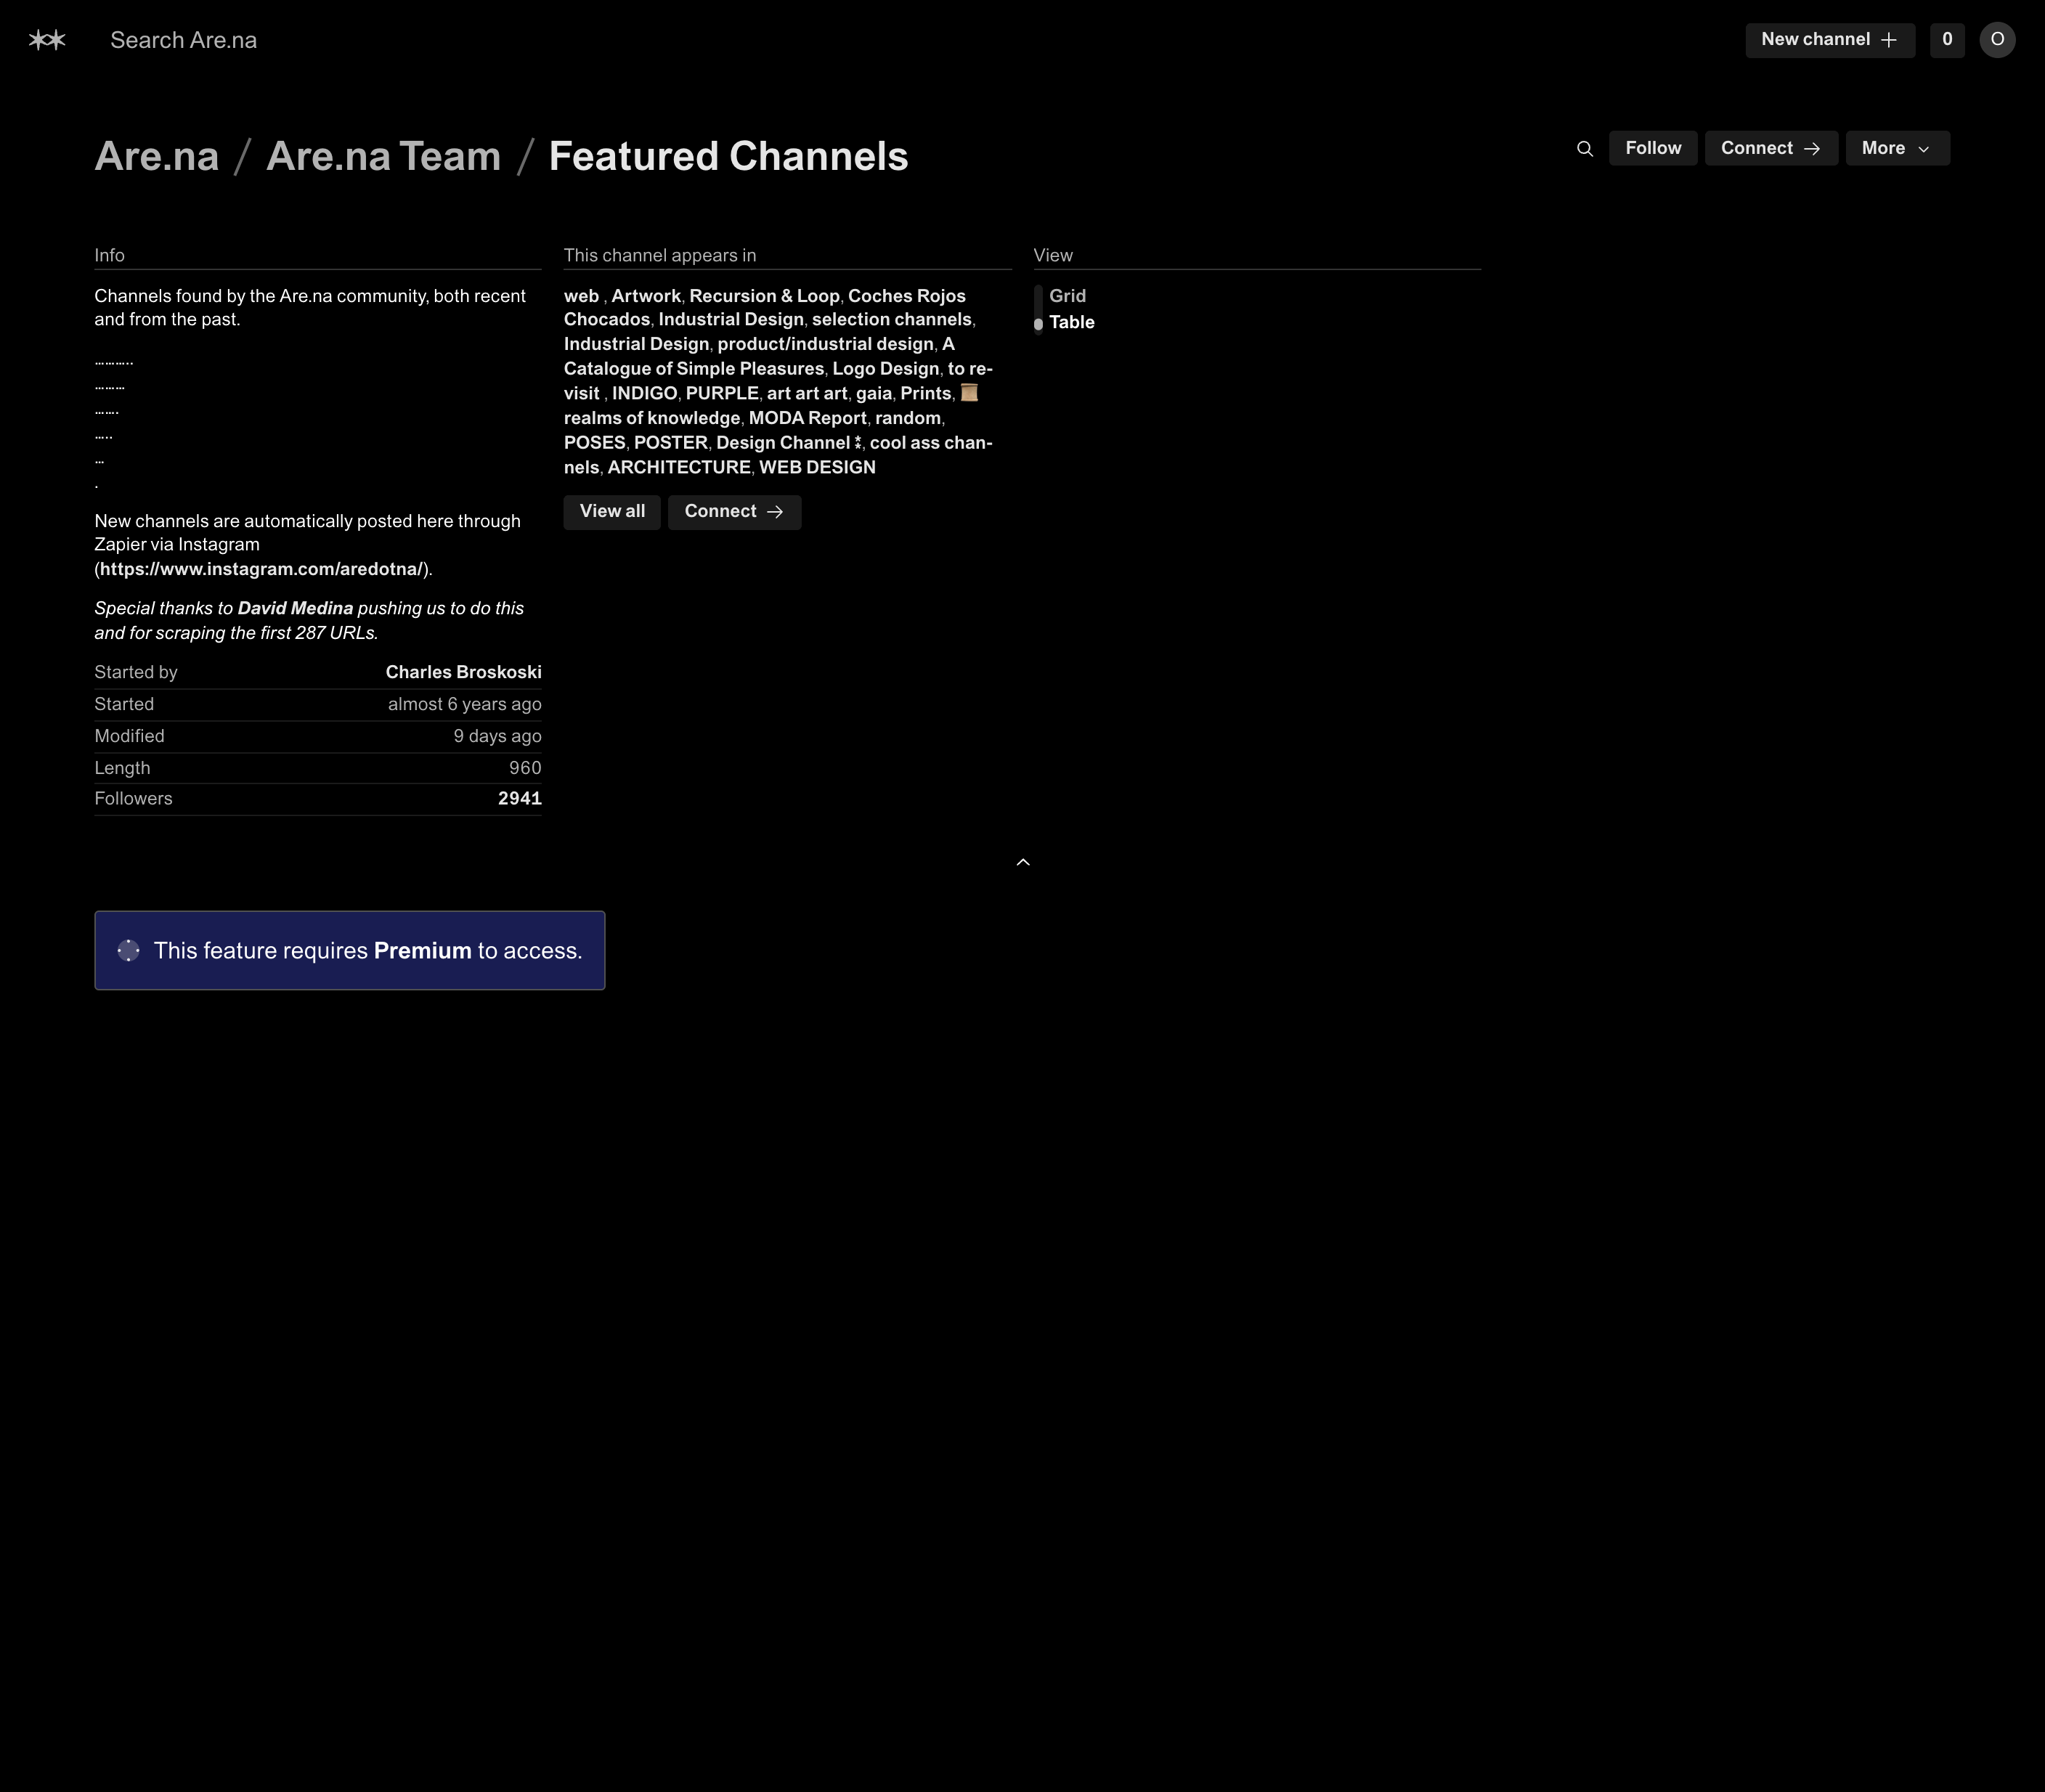 Search Are.na
New channel
0
O
Are.na / Are.na Team / Featured Channels
Follow
Connect →
More
Info
Channels found by the Are.na community, both recent
and from the past.
………..
………
…….
…..
…
.
New channels are automatically posted here through
Zapier via Instagram
(https://www.instagram.com/aredotna/).
Special thanks to David Medina pushing us to do this
and for scraping the first 287 URLs.
Started by Charles Broskoski
Started almost 6 years ago
Modified 9 days ago
Length 960
Followers 2941
This channel appears in
web , Artwork, Recursion & Loop, Coches Rojos
Chocados, Industrial Design, selection channels,
Industrial Design, product/industrial design, A
Catalogue of Simple Pleasures, Logo Design, to re-
visit , INDIGO, PURPLE, art art art, gaia, Prints, 📜
realms of knowledge, MODA Report, random,
POSES, POSTER, Design Channel ⁑, cool ass chan-
nels, ARCHITECTURE, WEB DESIGN
View all
Connect →
View
Grid
Table
This feature requires Premium to access.